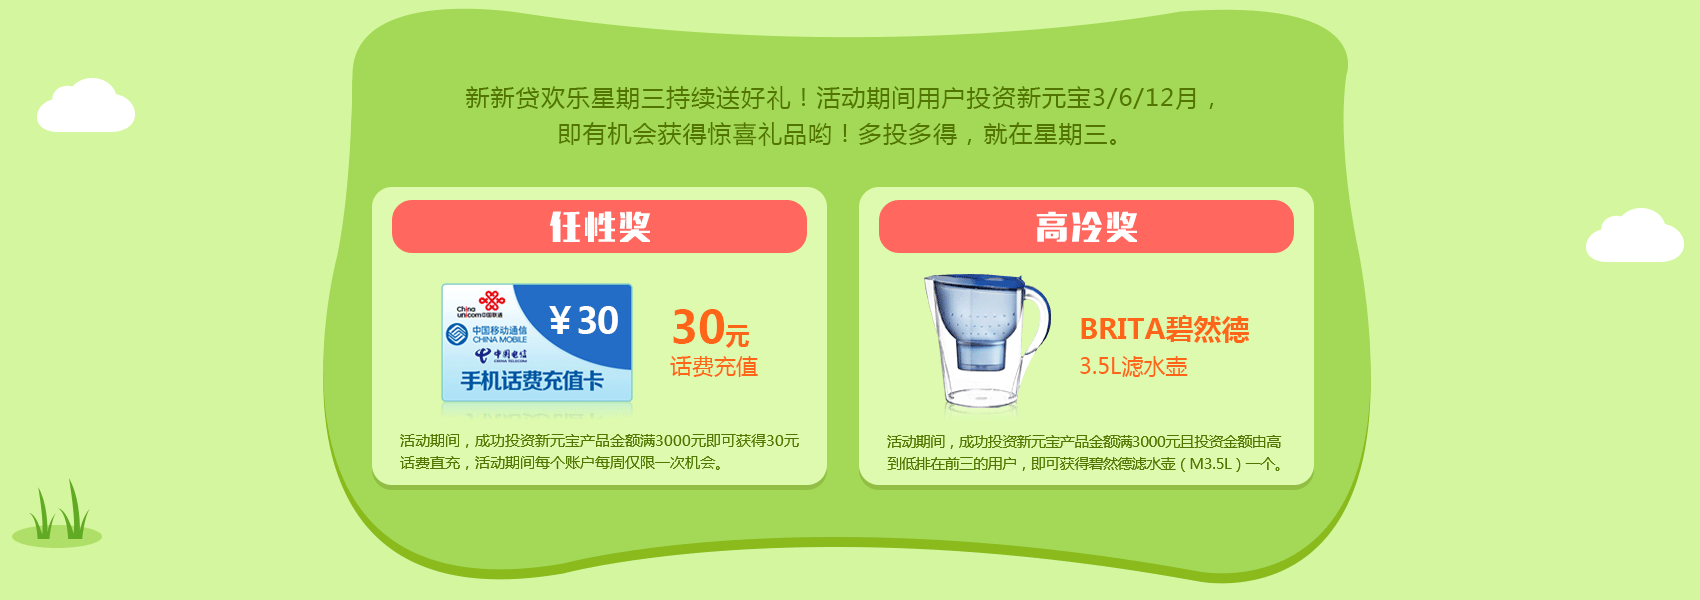 新新贷欢乐星期三持续送好礼！活动期间用户投资新元宝3/6/12月，
即有机会获得惊喜礼品哟！多投多得，就在星期三。
任性奖
China
unicom中国联通
中国移动通信
CHINA MOBILE
中国电信
CHINA TELECOM
¥30
手机话费充值卡
30元
话费充值
活动期间，成功投资新元宝产品金额满3000元即可获得30元
话费直充，活动期间每个账户每周仅限一次机会。
高冷奖
BRITA碧然德
3.5L滤水壶
活动期间，成功投资新元宝产品金额满3000元且投资金额由高
到低排在前三的用户，即可获得碧然德滤水壶（M3.5L）一个。